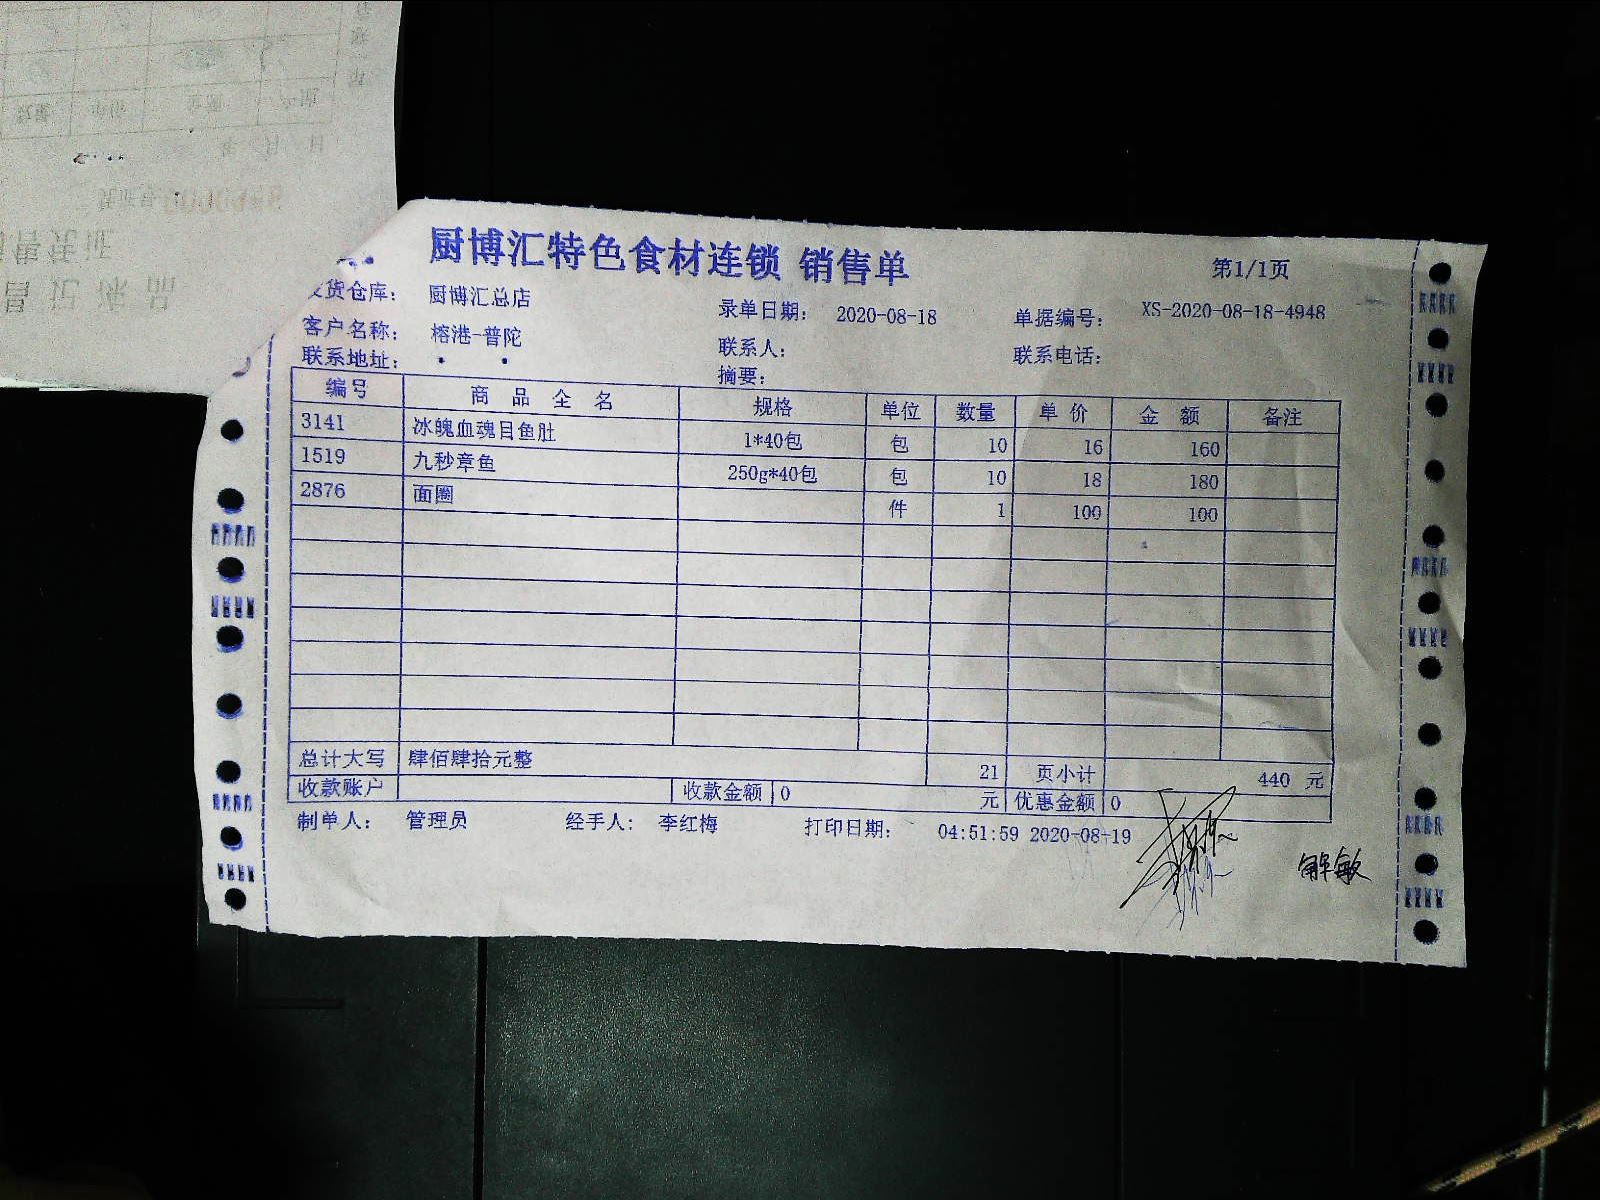 厨博汇特色食材连锁 销售单
第1/1页
发货仓库： 厨博汇总店 录单日期： 2020-08-18 单据编号： XS-2020-08-18-4948
客户名称： 榕港-普陀 联系人： 联系电话：
联系地址： 摘要：
编号 商品全名 规格 单位 数量 单价 金额 备注
3141 冰魄血魂目鱼肚 1*40包 包 10 16 160
1519 九秒章鱼 250g*40包 包 10 18 180
2876 面圈 件 1 100 100
总计大写 肆佰肆拾元整 21 页小计 440 元
收款账户 收款金额 0 元 优惠金额 0
制单人： 管理员 经手人： 李红梅 打印日期： 04:51:59 2020-08-19
解敏